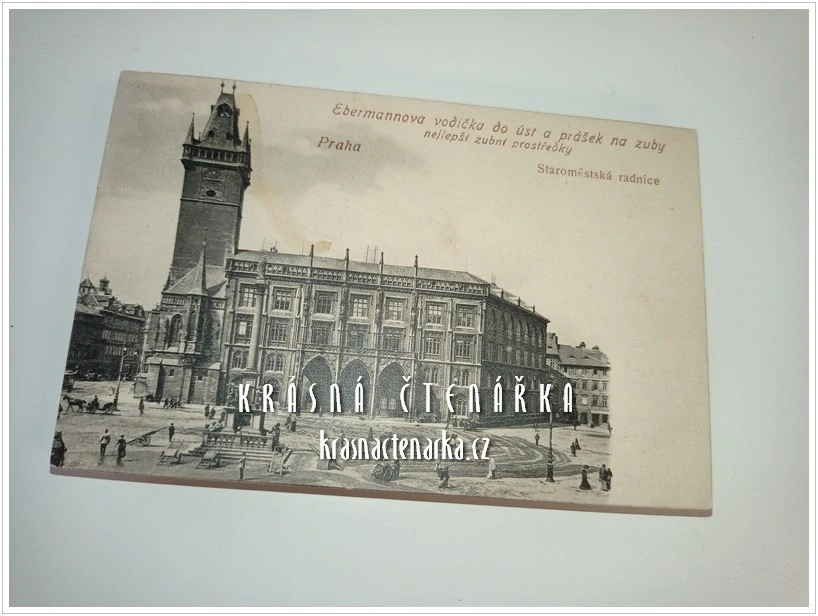 Ebermannova vodička do úst a prášek na zuby
nejlepší zubní prostředky
Praha
Staroměstská radnice
KRÁSNÁ ČTENÁŘKA
krasnactenarka.cz